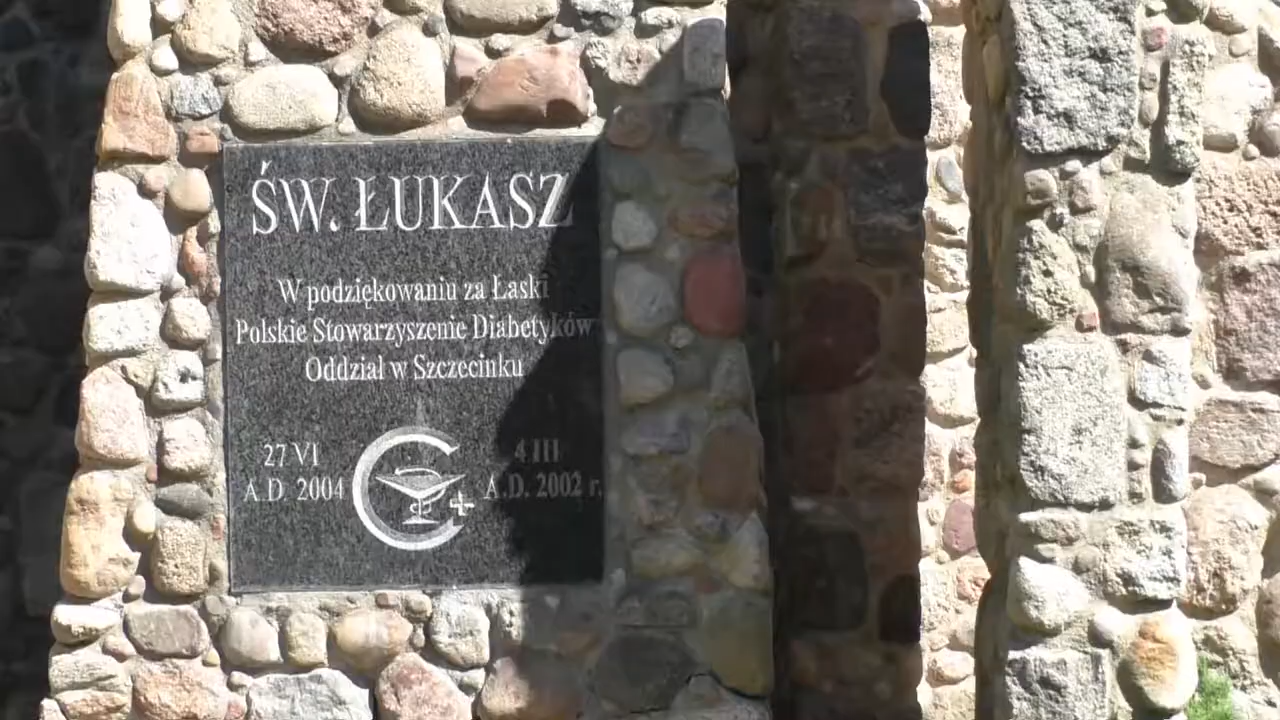 ŚW. ŁUKASZ
W podziękowaniu za Łaski
Polskie Stowarzyszenie Diabetyków
Oddział w Szczecinku
27 VI
A.D. 2004
4 III
A.D. 2002 r.